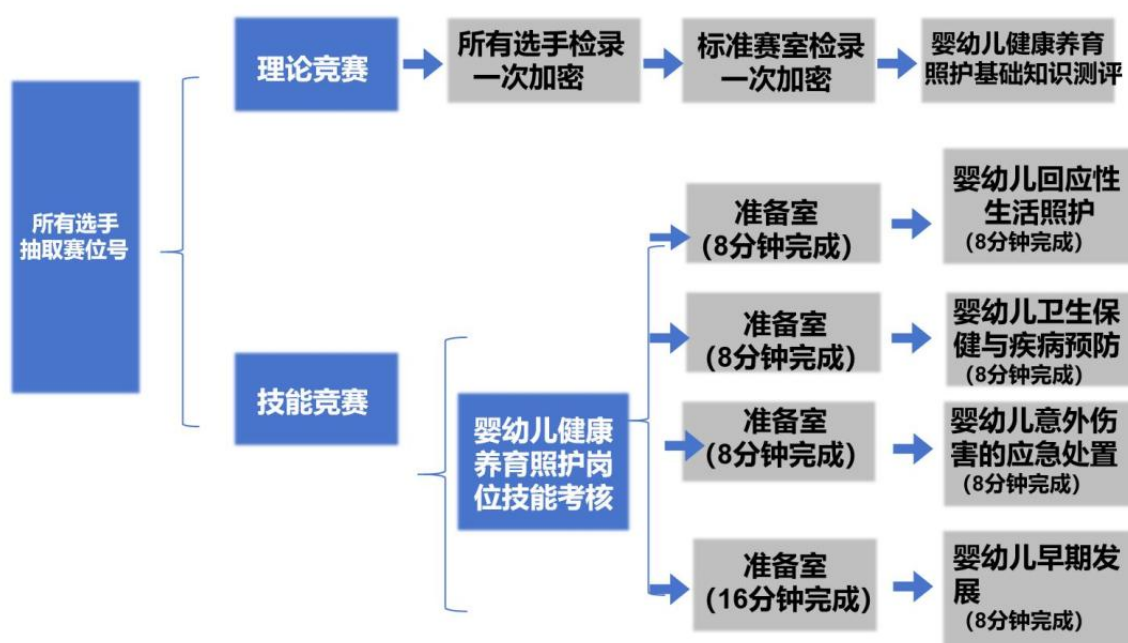 所有选手
抽取赛位号
理论竞赛
所有选手检录
一次加密
标准赛室检录
一次加密
婴幼儿健康养育
照护基础知识测评
技能竞赛
婴幼儿健康
养育照护岗
位技能考核
准备室
(8分钟完成)
婴幼儿回应性
生活照护
(8分钟完成)
准备室
(8分钟完成)
婴幼儿卫生保
健与疾病预防
(8分钟完成)
准备室
(8分钟完成)
婴幼儿意外伤
害的应急处置
(8分钟完成)
准备室
(16分钟完成)
婴幼儿早期发
展
(8分钟完成)